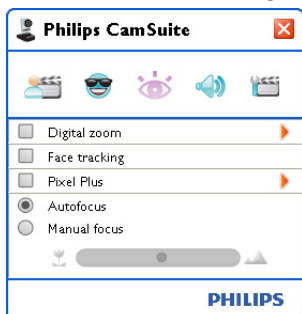 Philips CamSuite
Digital zoom
Face tracking
Pixel Plus
Autofocus
Manual focus
PHILIPS